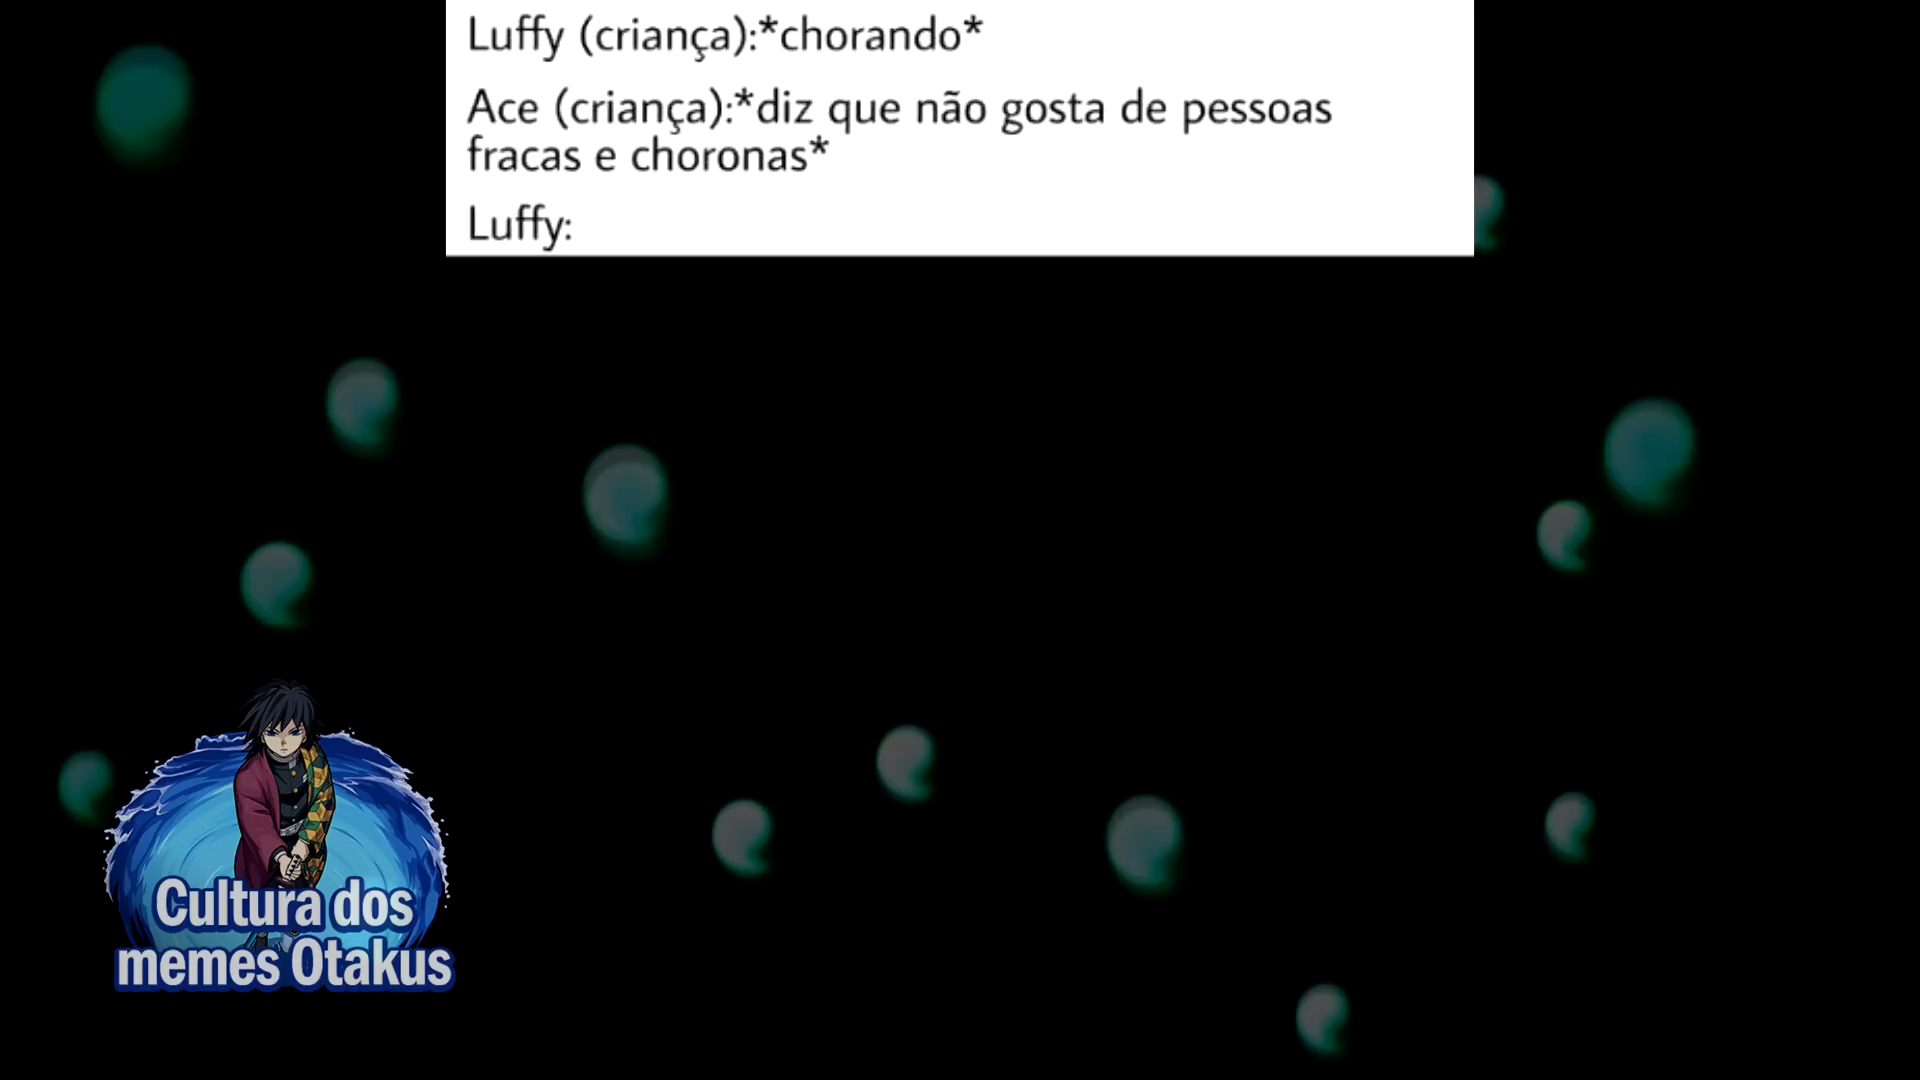 Luffy (criança):*chorando*
Ace (criança):*diz que não gosta de pessoas
fracas e choronas*
Luffy:
Cultura dos
memes Otakus